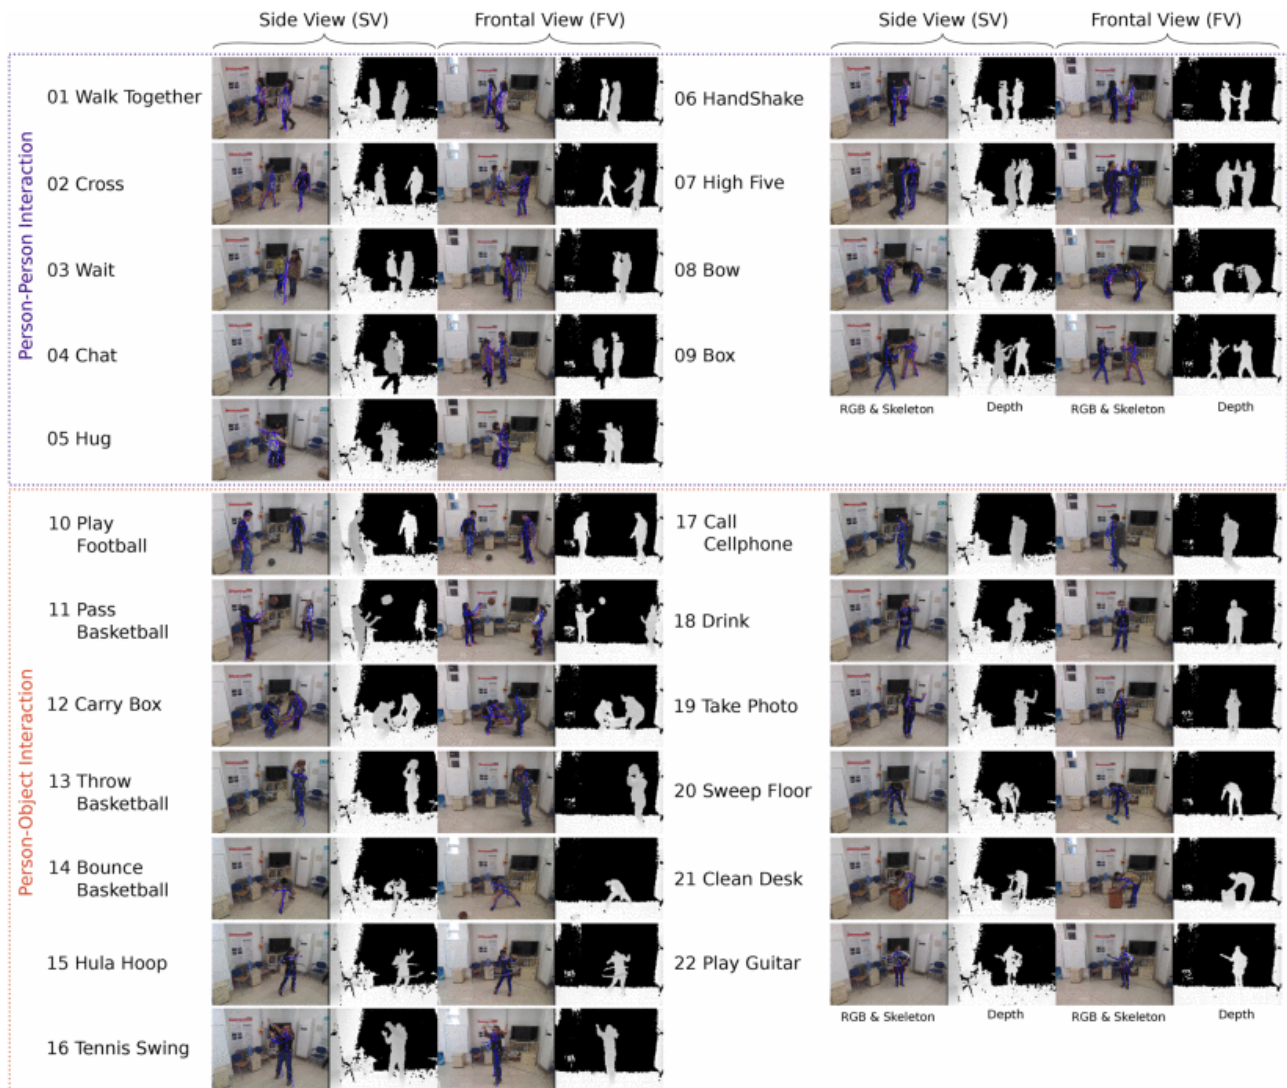 Side View (SV)
Frontal View (FV)
Side View (SV)
Frontal View (FV)
Person-Person Interaction
01 Walk Together
02 Cross
03 Wait
04 Chat
05 Hug
06 HandShake
07 High Five
08 Bow
09 Box
RGB & Skeleton
Depth
RGB & Skeleton
Depth
Person-Object Interaction
10 Play
Football
11 Pass
Basketball
12 Carry Box
13 Throw
Basketball
14 Bounce
Basketball
15 Hula Hoop
16 Tennis Swing
17 Call
Cellphone
18 Drink
19 Take Photo
20 Sweep Floor
21 Clean Desk
22 Play Guitar
RGB & Skeleton
Depth
RGB & Skeleton
Depth